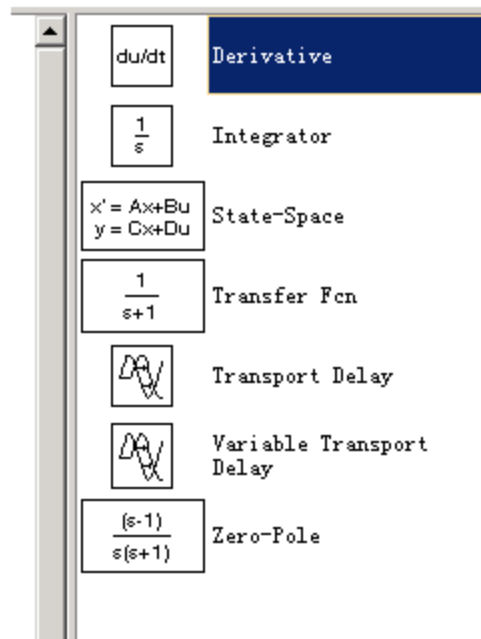 du/dt Derivative
1
s
Integrator
x' = Ax+Bu
y = Cx+Du
State-Space
1
s+1
Transfer Fcn
Transport Delay
Variable Transport
Delay
(s-1)
s(s+1)
Zero-Pole